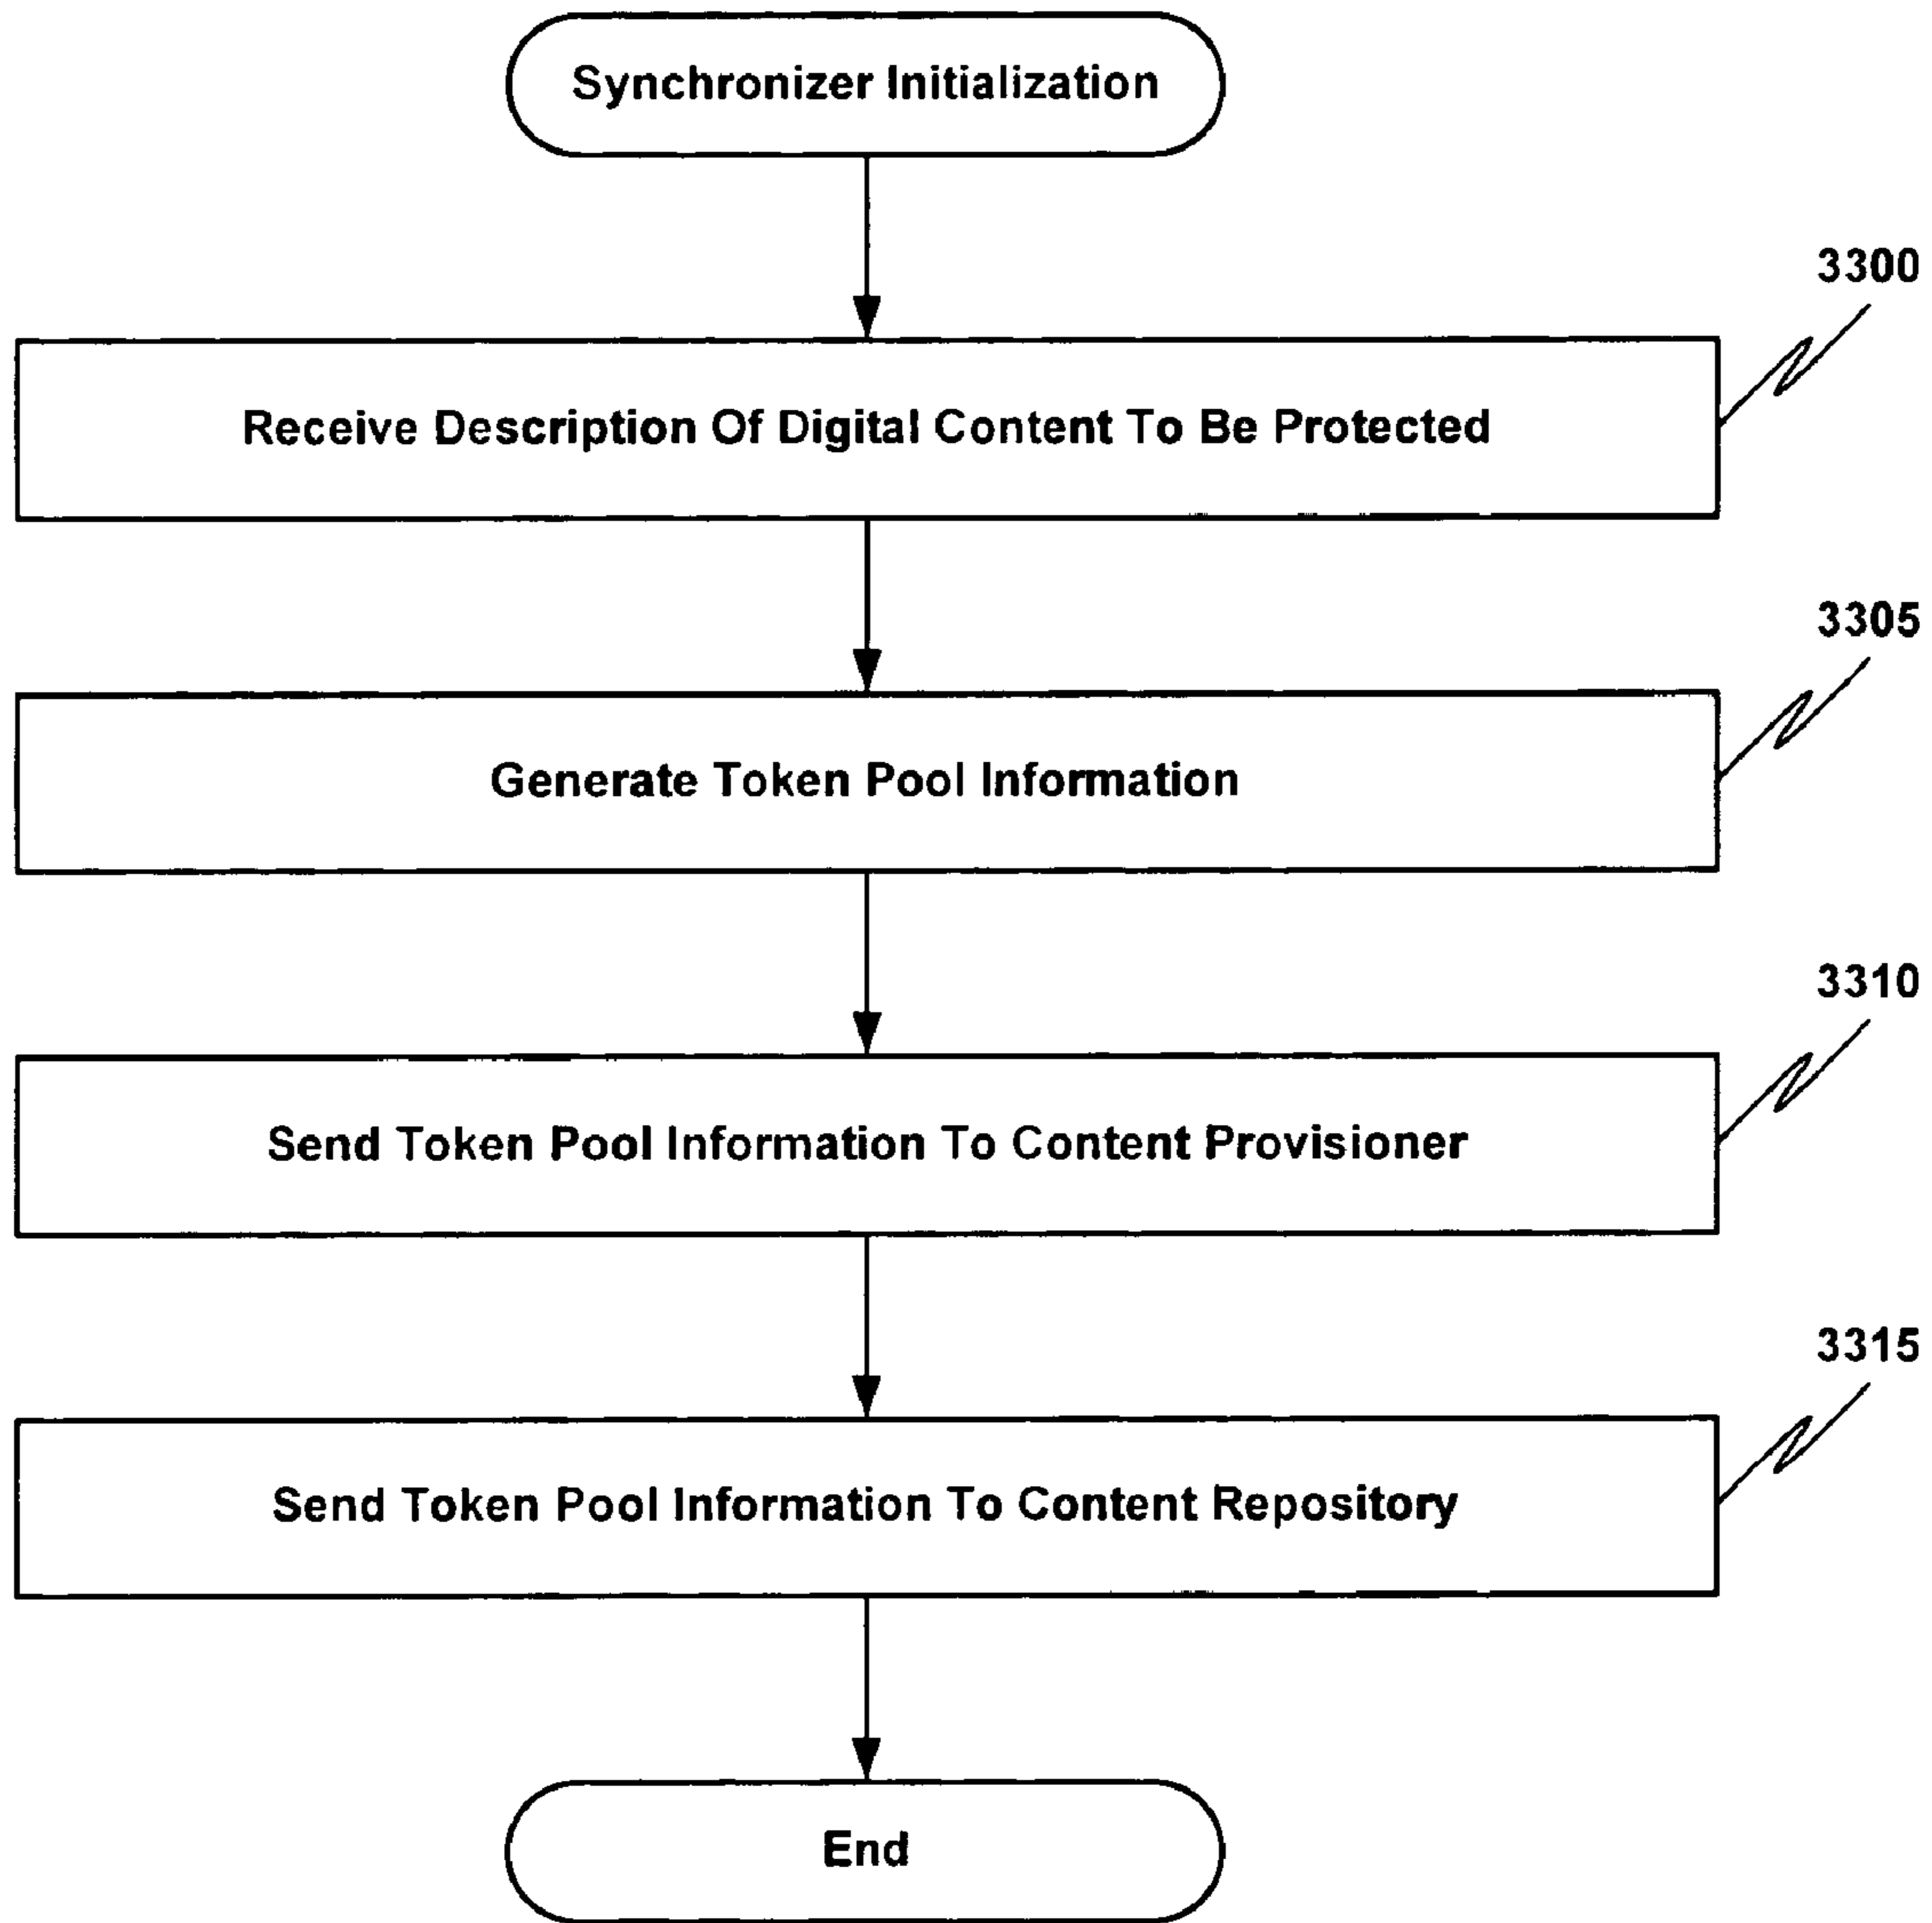 Synchronizer Initialization
3300
Receive Description Of Digital Content To Be Protected
3305
Generate Token Pool Information
3310
Send Token Pool Information To Content Provisioner
3315
Send Token Pool Information To Content Repository
End